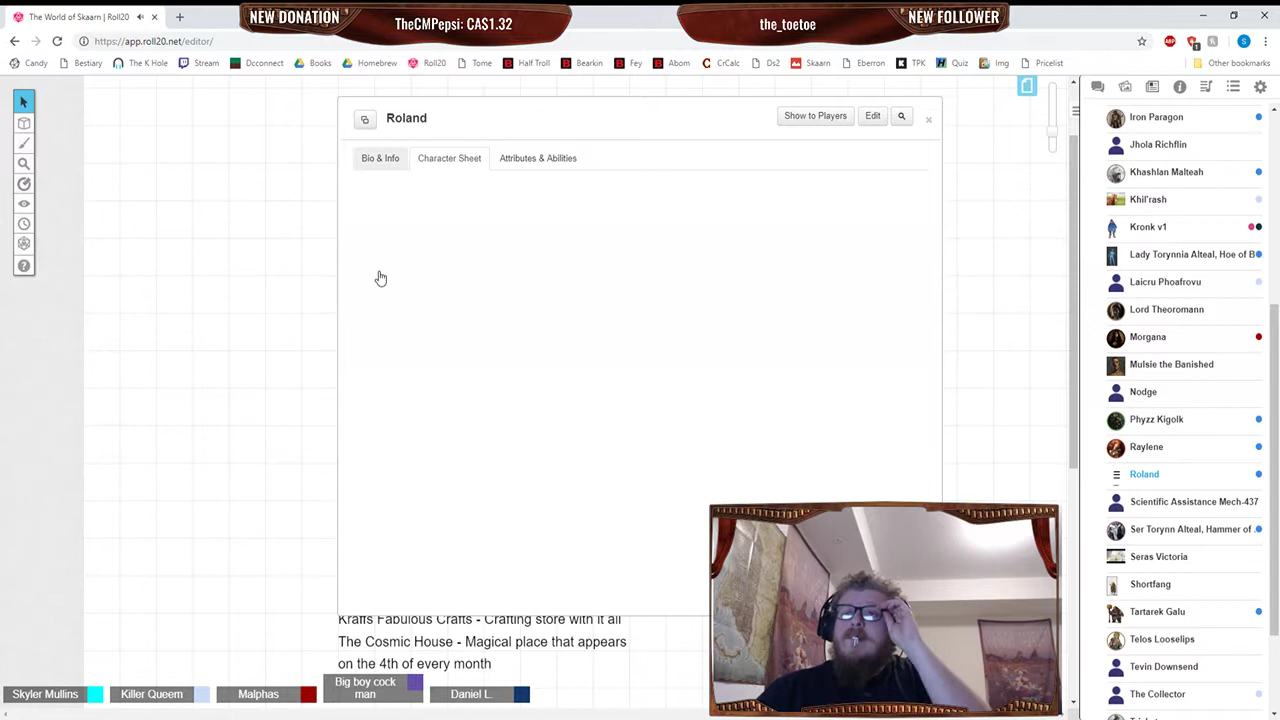 NEW DONATION
TheCMPepsi: CA$1.32
the_toetoe
NEW FOLLOWER
The World of Skaarn | Roll20
https://app.roll20.net/editor/
Candy
Bestiary
The K Hole
Stream
Dcconnect
Books
Homebrew
Roll20
Tome
Half Troll
Bearkin
Fey
Abom
CrCalc
Ds2
Skaarn
Eberron
TPK
Quiz
Img
Pricelist
Other bookmarks
Roland
Show to Players
Edit
Bio & Info
Character Sheet
Attributes & Abilities
Iron Paragon
Jhola Richflin
Khashlan Malteah
Khil'rash
Kronk v1
Lady Torynnia Alteal, Hoe of B
Laicru Phoafrovu
Lord Theoromann
Morgana
Mulsie the Banished
Nodge
Phyzz Kigolk
Raylene
Roland
Scientific Assistance Mech-437
Ser Torynn Alteal, Hammer of
Seras Victoria
Shortfang
Tartarek Galu
Telos Looselips
Tevin Downsend
The Collector
Kraffs Fabulous Crafts - Crafting store with it all
The Cosmic House - Magical place that appears
on the 4th of every month
Skyler Mullins
Killer Queem
Malphas
Big boy cock
man
Daniel L.